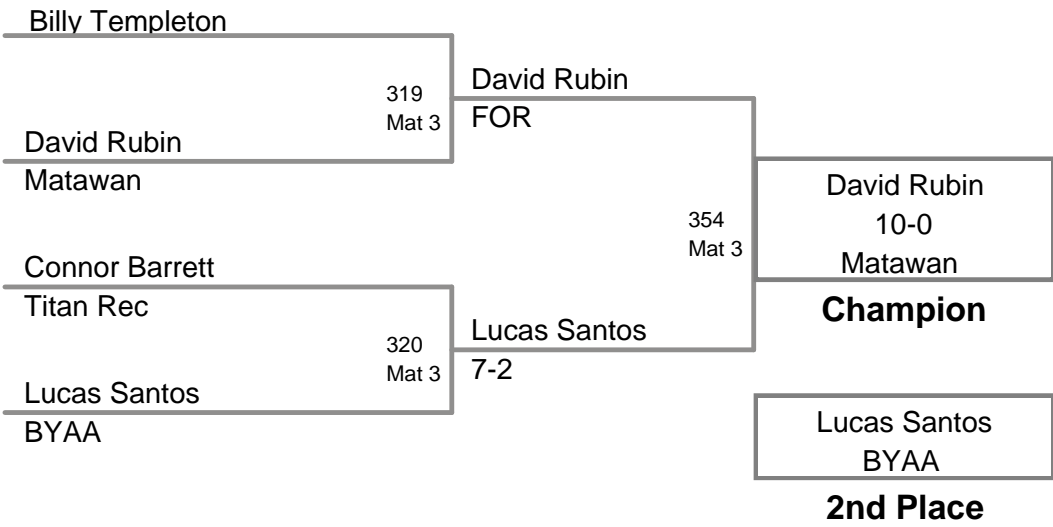 Billy Templeton
319
Mat 3
David Rubin
Matawan
David Rubin
FOR
Connor Barrett
Titan Rec
320
Mat 3
Lucas Santos
BYAA
Lucas Santos
7-2
354
Mat 3
David Rubin
10-0
Matawan
Champion
Lucas Santos
BYAA
2nd Place